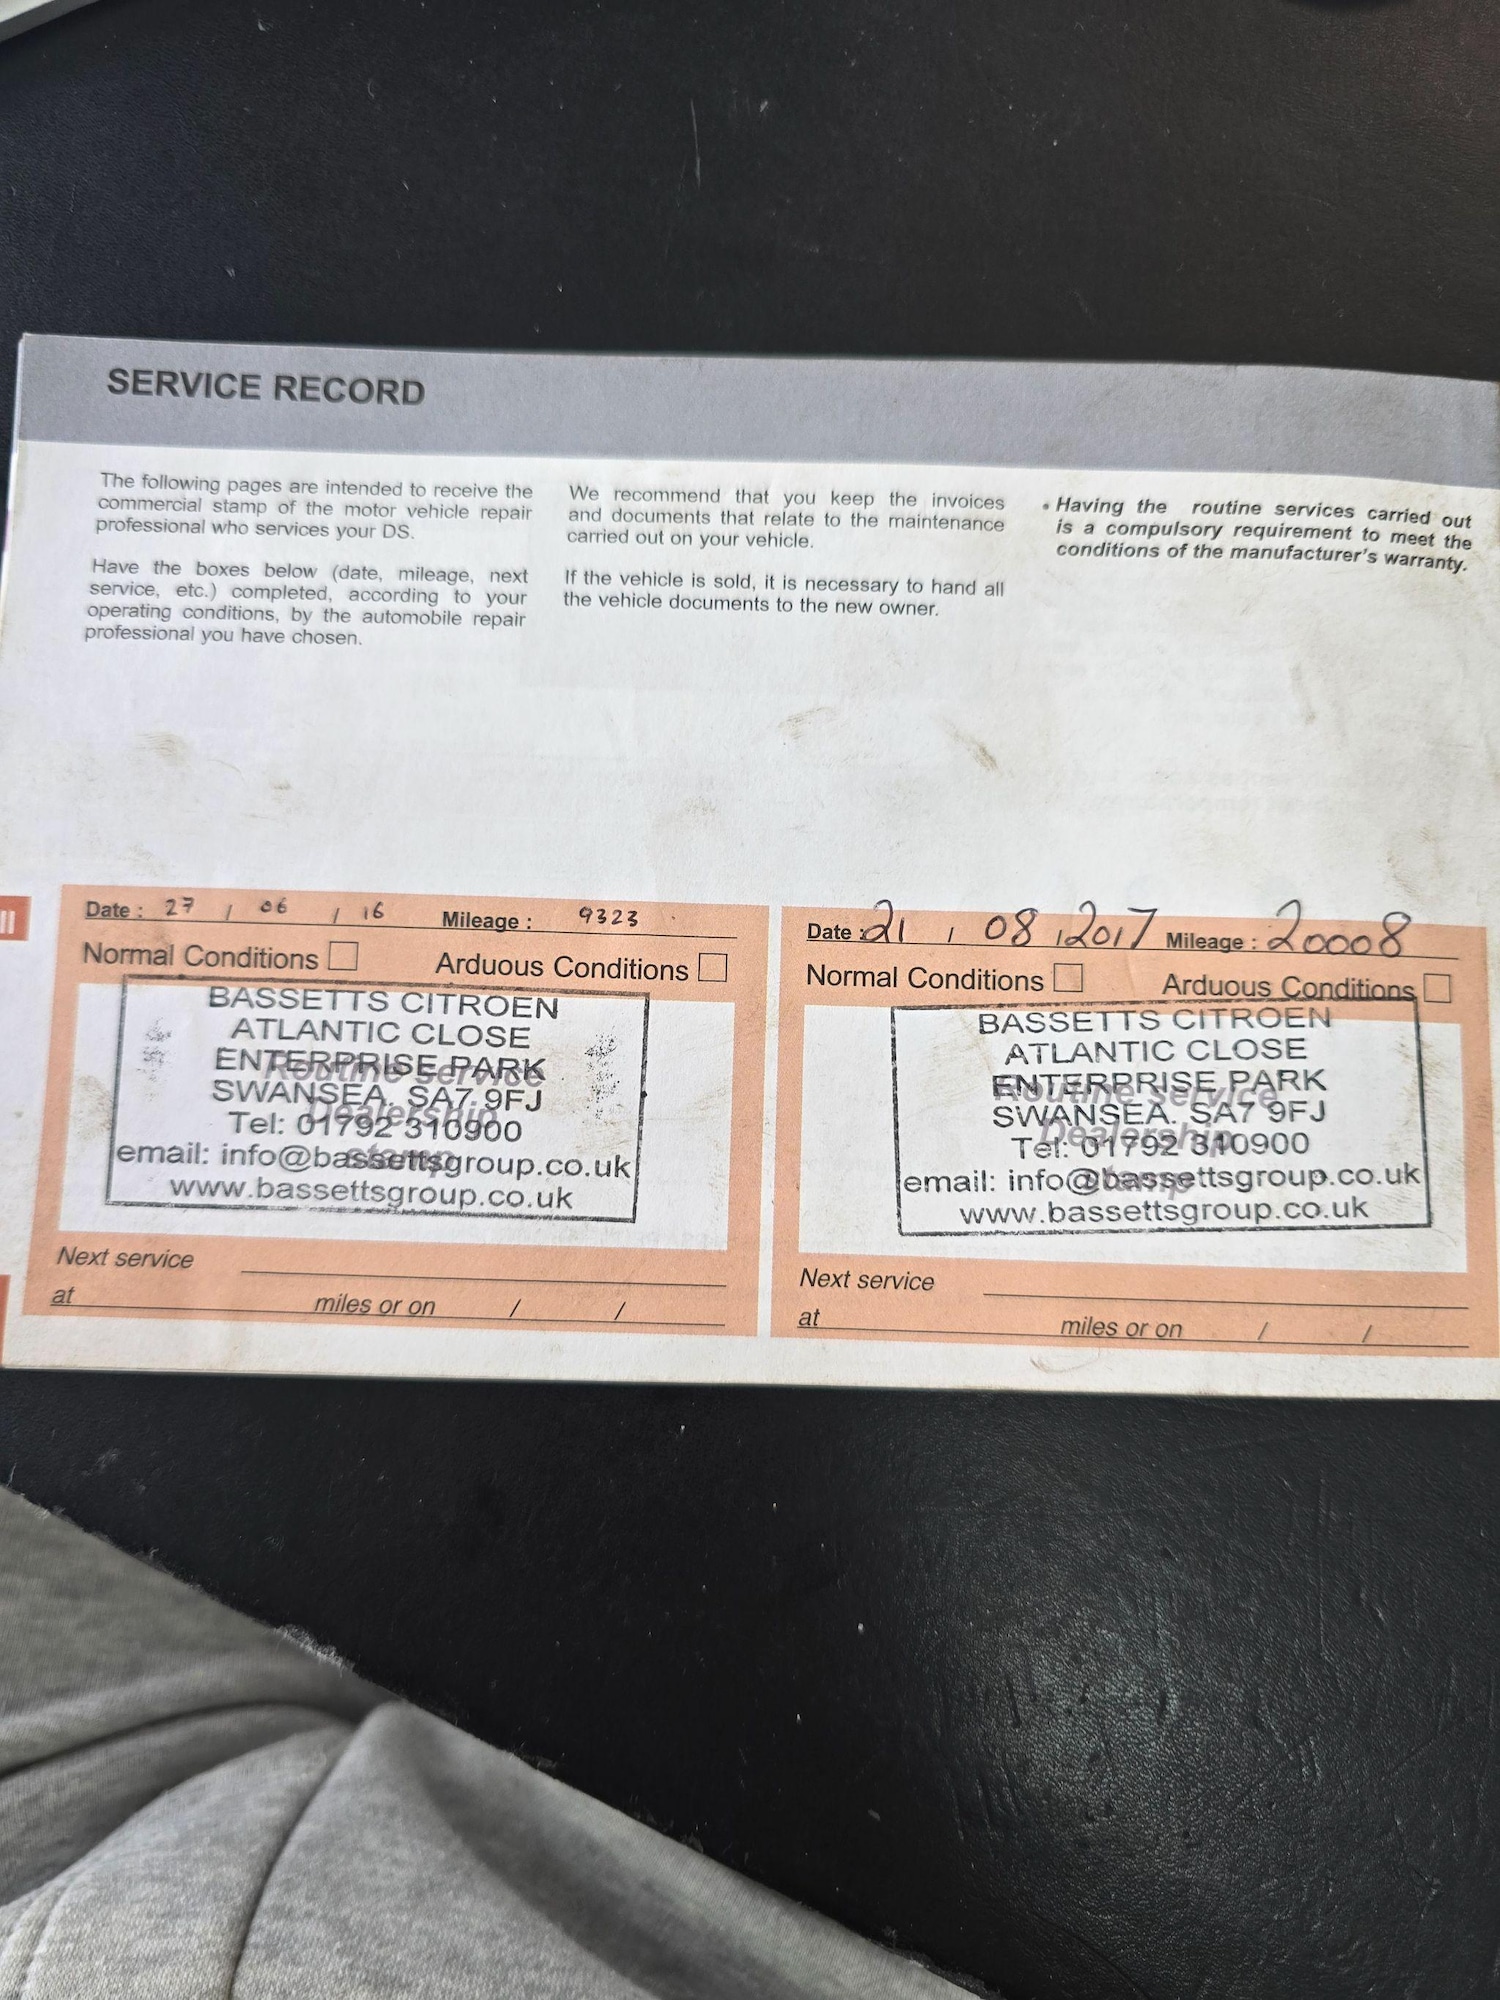 SERVICE RECORD
The following pages are intended to receive the
commercial stamp of the motor vehicle repair
professional who services your DS.
Have the boxes below (date, mileage, next
service, etc.) completed, according to your
operating conditions, by the automobile repair
professional you have chosen.
We recommend that you keep the invoices
and documents that relate to the maintenance
carried out on your vehicle.
If the vehicle is sold, it is necessary to hand all
the vehicle documents to the new owner.
• Having the routine services carried out
is a compulsory requirement to meet the
conditions of the manufacturer's warranty.
II
Date : 27 / 06 / 16 Mileage : 9323
Normal Conditions Arduous Conditions
BASSETTS CITROEN
ATLANTIC CLOSE
ENTERPRISE PARK
Routine service
SWANSEA. SA7 9FJ
Dealership
Tel: 01792 310900
stamp
email: info@bassettsgroup.co.uk
www.bassettsgroup.co.uk
Next service
at miles or on / /
Date : 21 / 08 / 2017 Mileage : 20008
Normal Conditions Arduous Conditions
BASSETTS CITROEN
ATLANTIC CLOSE
ENTERPRISE PARK
Routine service
SWANSEA. SA7 9FJ
Dealership
Tel: 01792 310900
stamp
email: info@bassettsgroup.co.uk
www.bassettsgroup.co.uk
Next service
at miles or on / /